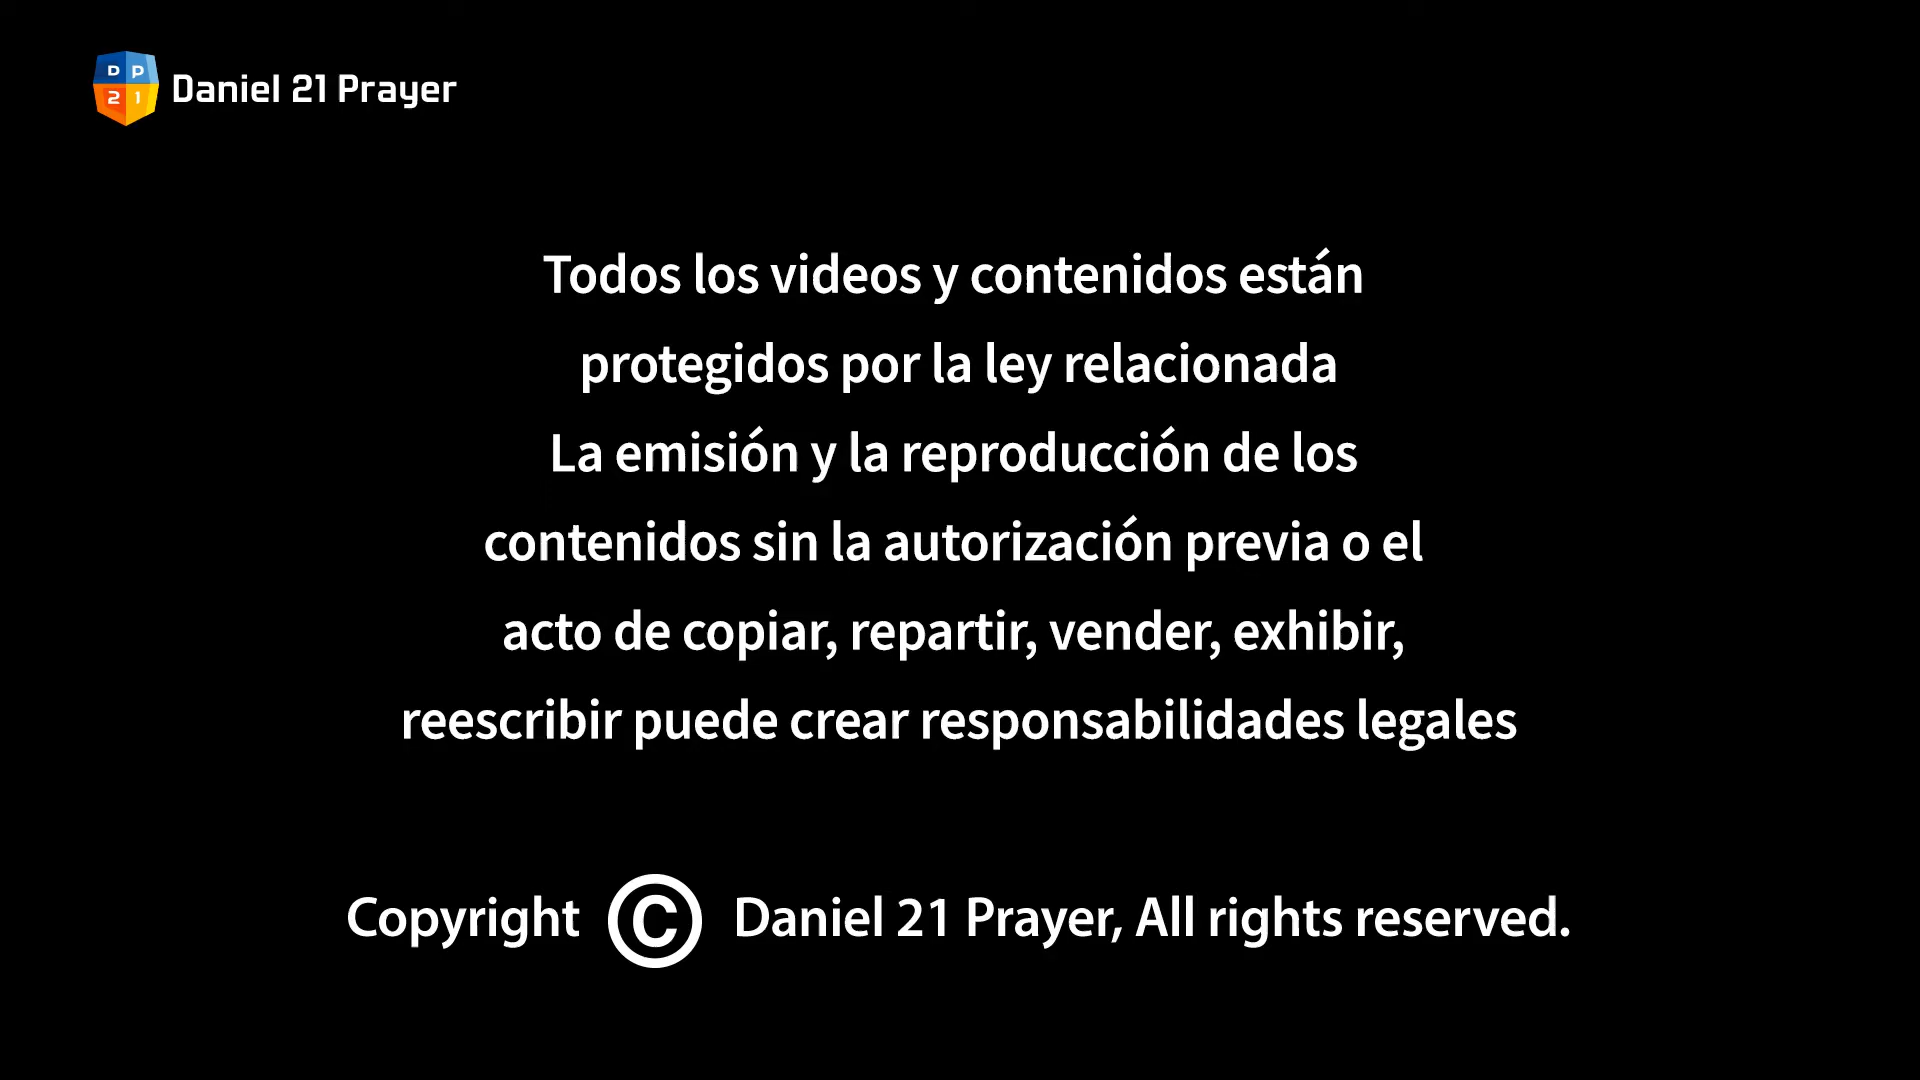 DP
21
Daniel 21 Prayer
Todos los videos y contenidos están
protegidos por la ley relacionada
La emisión y la reproducción de los
contenidos sin la autorización previa o el
acto de copiar, repartir, vender, exhibir,
reescribir puede crear responsabilidades legales
Copyright © Daniel 21 Prayer, All rights reserved.